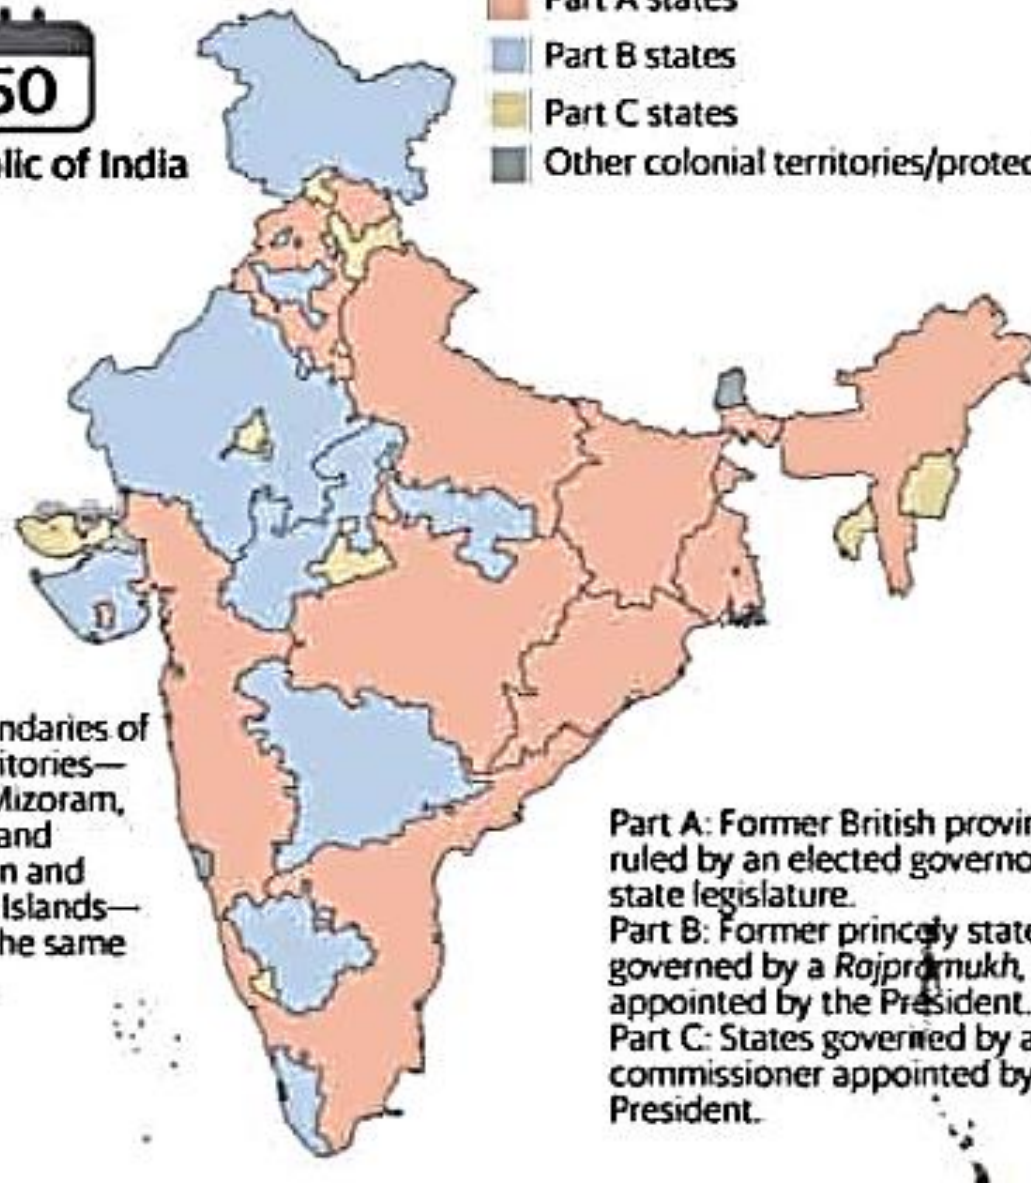 50
lic of India
Part A states
Part B states
Part C states
Other colonial territories/protec
ndaries of
itories—
Mizoram,
and
n and
Islands—
he same
Part A: Former British provin
ruled by an elected governo
state legislature.
Part B: Former princely state
governed by a Rajpramukh,
appointed by the President.
Part C: States governed by a
commissioner appointed by
President.